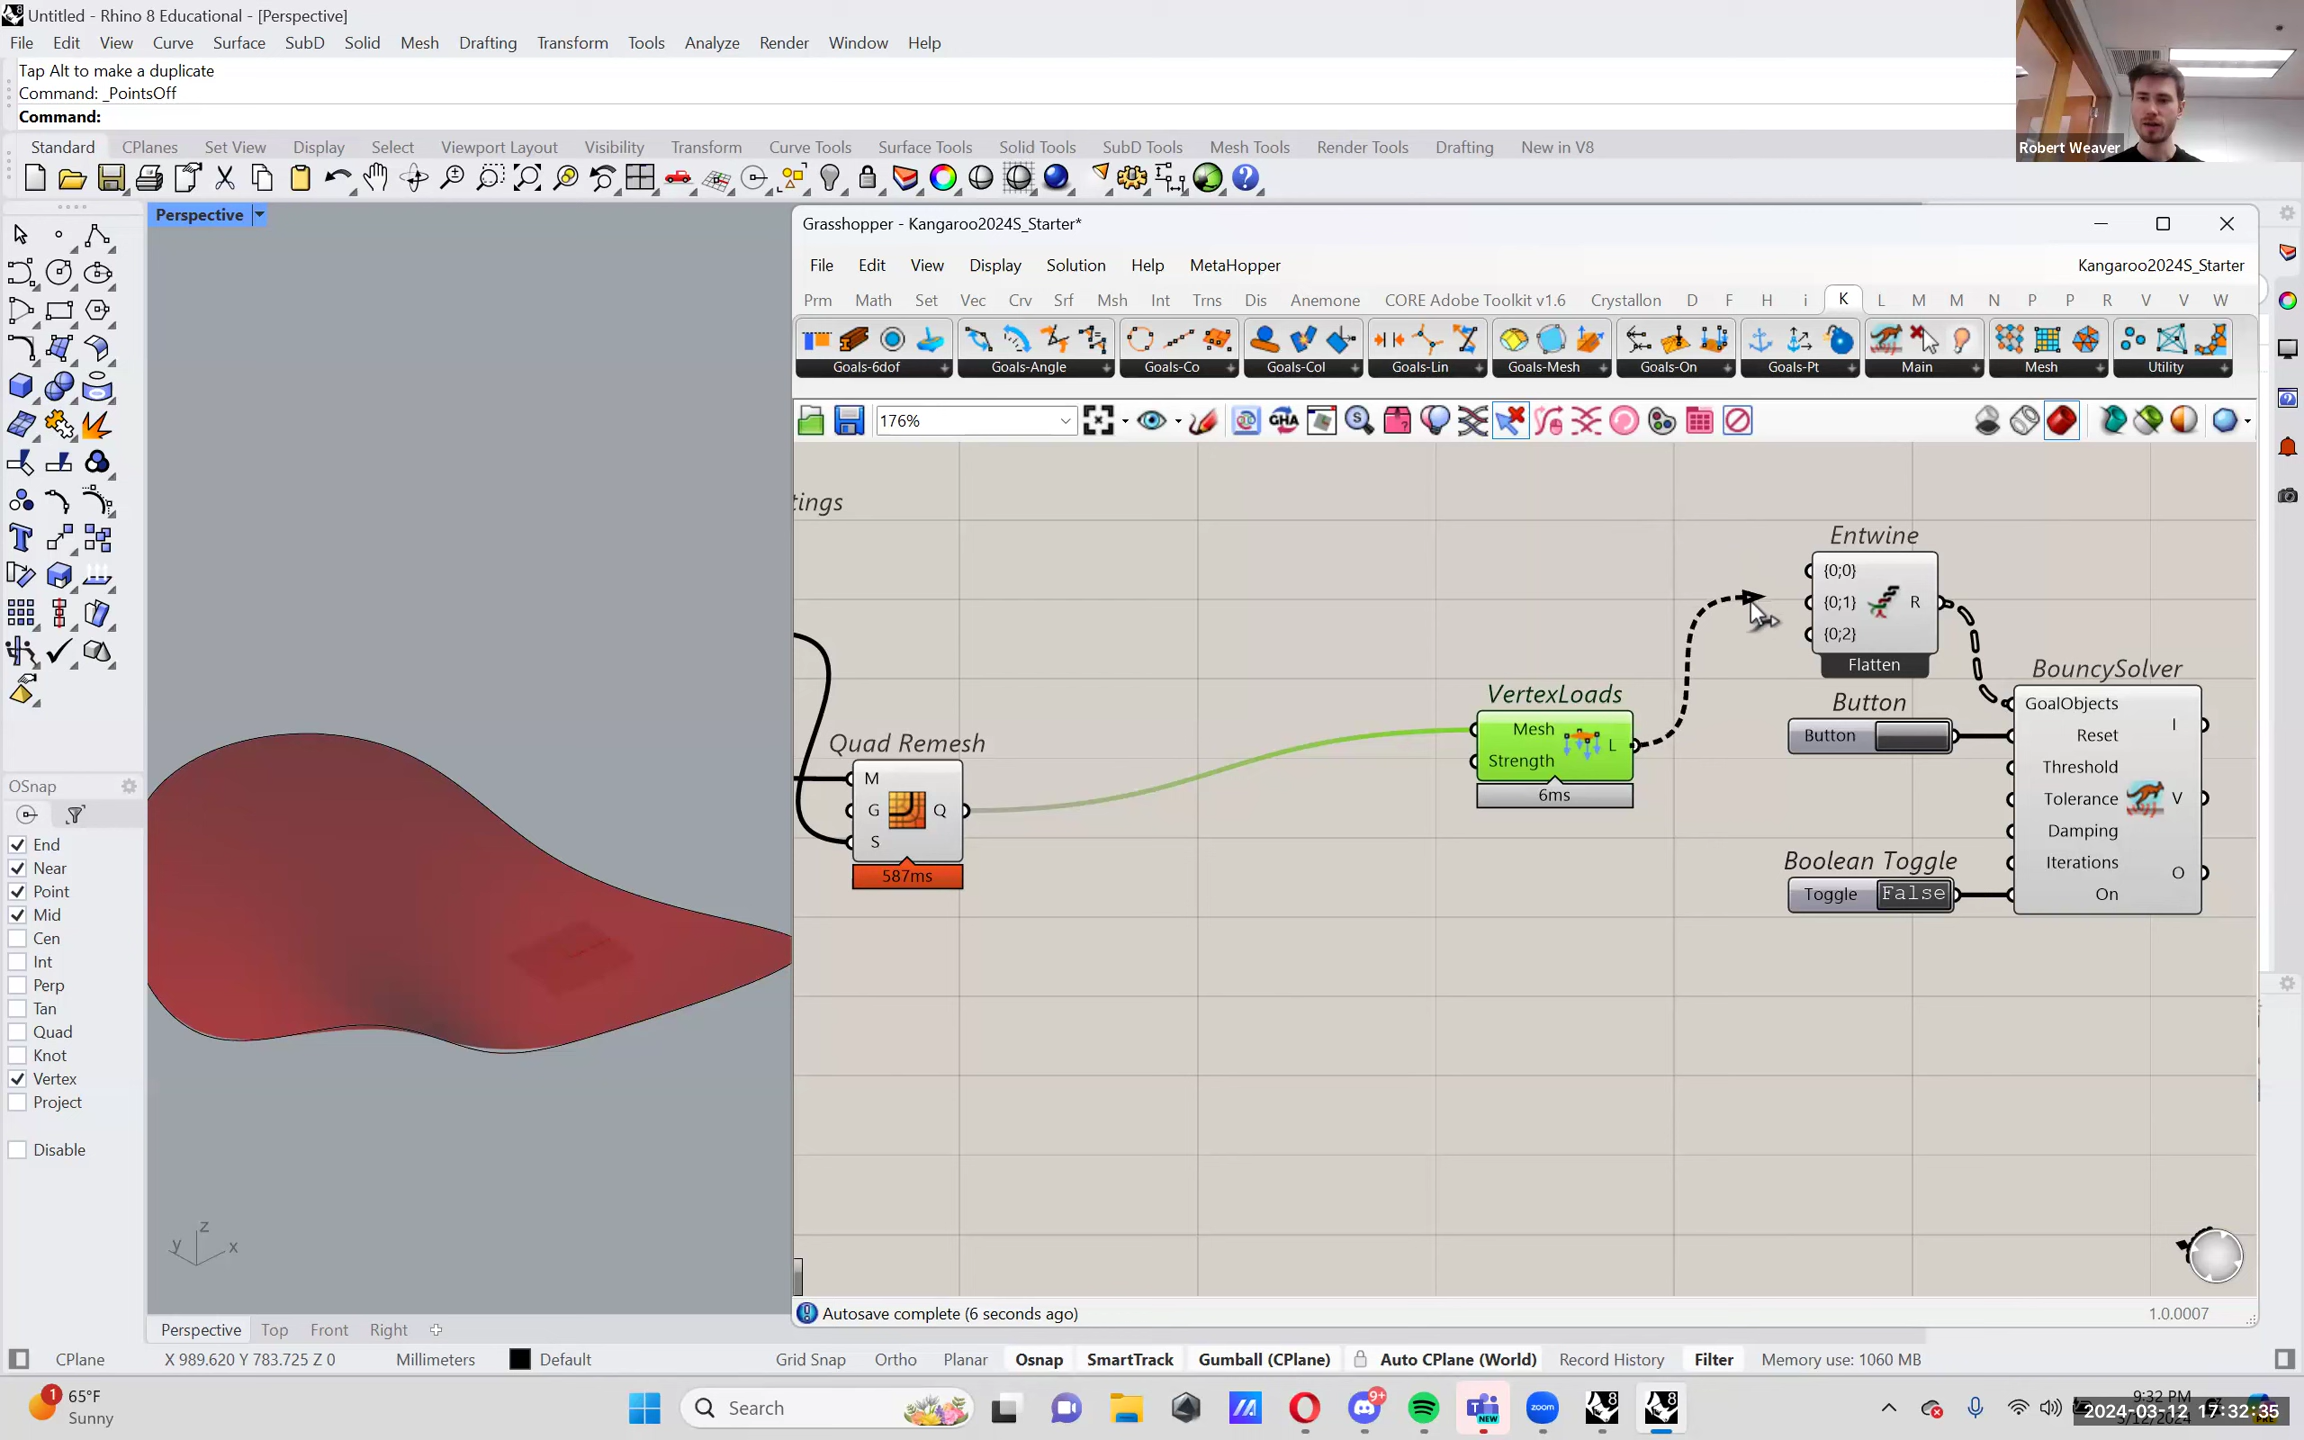 Untitled - Rhino 8 Educational - [Perspective]
File Edit View Curve Surface SubD Solid Mesh Drafting Transform Tools Analyze Render Window Help
Tap Alt to make a duplicate
Command: _PointsOff
Command:
Robert Weaver
Standard CPlanes Set View Display Select Viewport Layout Visibility Transform Curve Tools Surface Tools Solid Tools SubD Tools Mesh Tools Render Tools Drafting New in V8
Perspective
Grasshopper - Kangaroo2024S_Starter*
File Edit View Display Solution Help MetaHopper Kangaroo2024S_Starter
Prm Math Set Vec Crv Srf Msh Int Trns Dis Anemone CORE Adobe Toolkit v1.6 Crystallon D F H i K L M M N P P R V V W
Goals-6dof Goals-Angle Goals-Co Goals-Col Goals-Lin Goals-Mesh Goals-On Goals-Pt Main Mesh Utility
176%
tings
Entwine
{0;0}
{0;1} R
{0;2}
Flatten
VertexLoads
Mesh
Strength L
6ms
Quad Remesh
M
G Q
S
587ms
Button
Button
BouncySolver
GoalObjects
Reset
Threshold
Tolerance
Damping
Iterations
On
I
V
O
Boolean Toggle
Toggle False
OSnap
End
Near
Point
Mid
Cen
Int
Perp
Tan
Quad
Knot
Vertex
Project
Disable
z
y x
Autosave complete (6 seconds ago) 1.0.0007
Perspective Top Front Right
CPlane X 989.620 Y 783.725 Z 0 Millimeters Default Grid Snap Ortho Planar Osnap SmartTrack Gumball (CPlane) Auto CPlane (World) Record History Filter Memory use: 1060 MB
1 65°F
Sunny
Search
9+
NEW
zoom
8
8
9:32 PM
2024-03-12 17:32:35